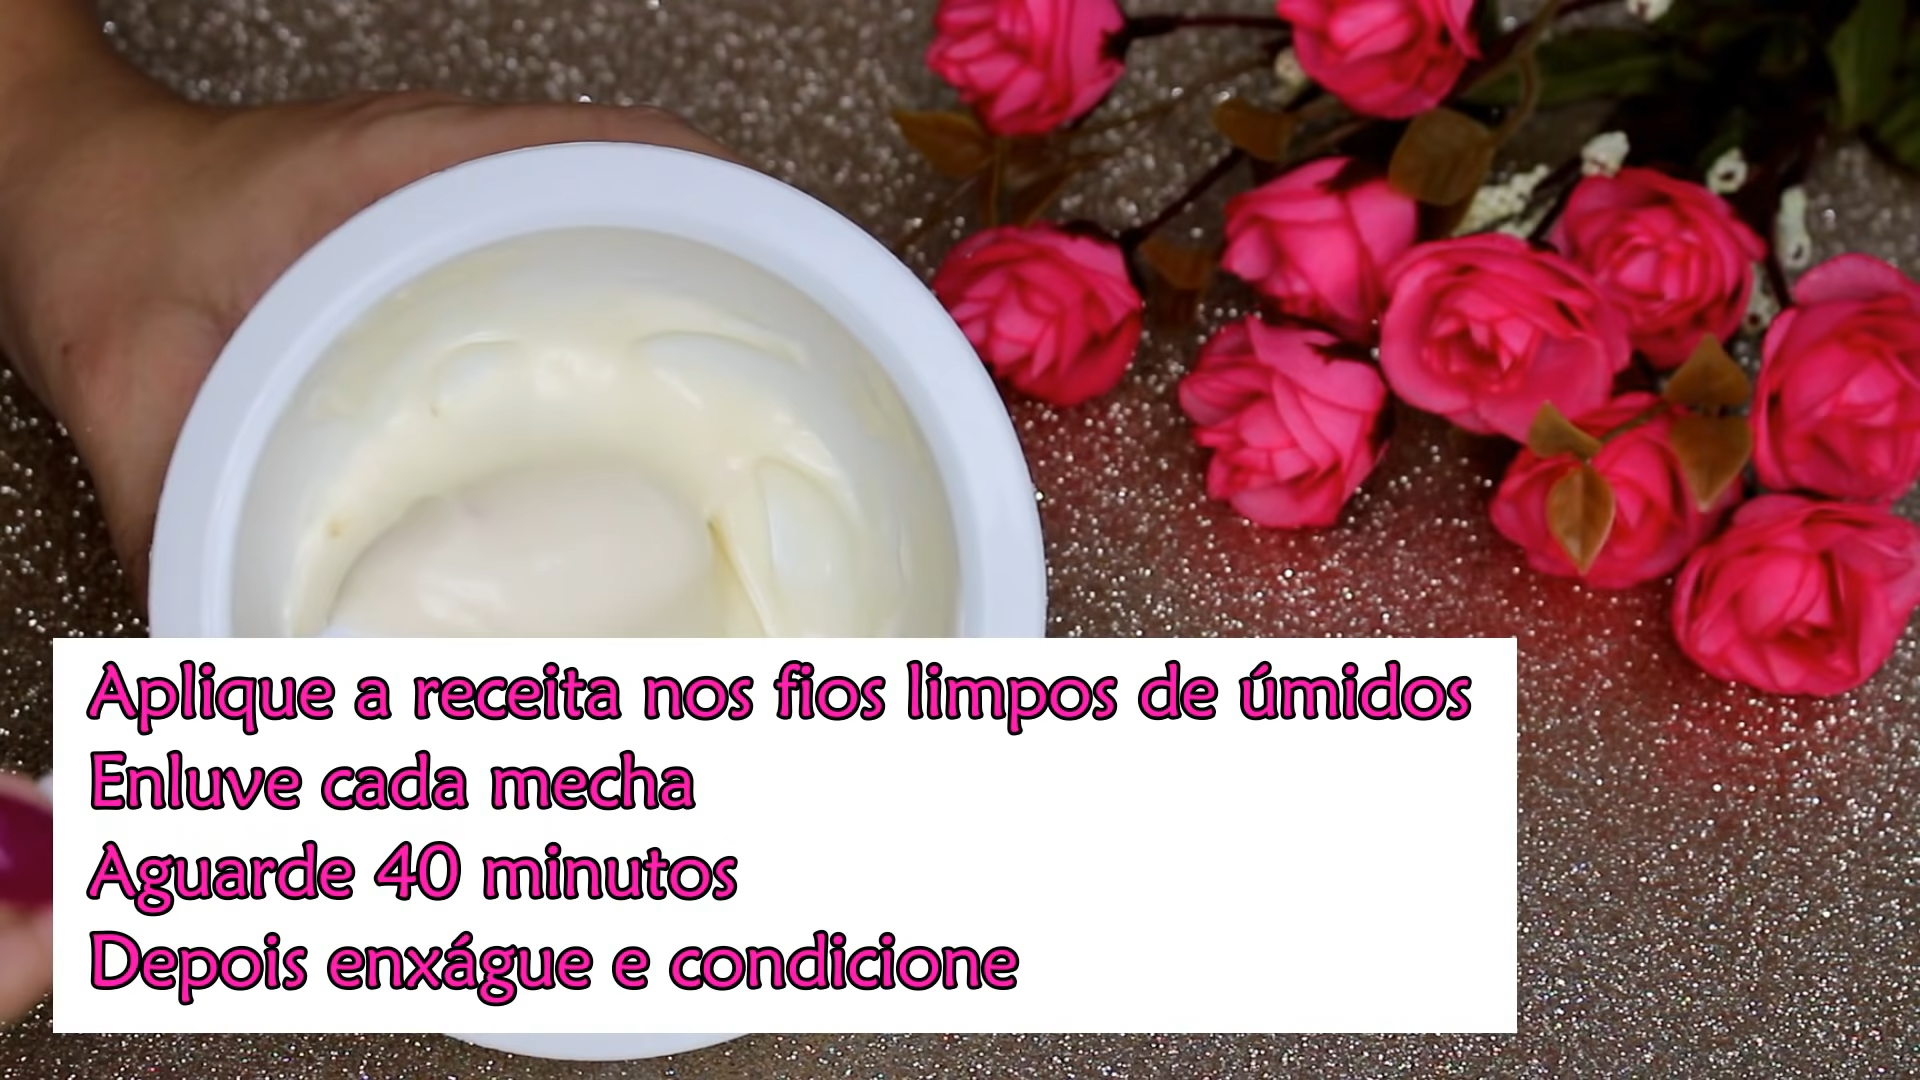 Aplique a receita nos fios limpos de úmidos
Enluve cada mecha
Aguarde 40 minutos
Depois enxágue e condicione